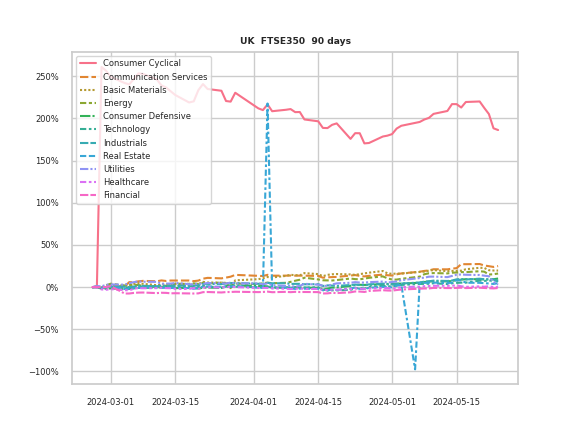 UK FTSE350 90 days
Consumer Cyclical
Communication Services
Basic Materials
Energy
Consumer Defensive
Technology
Industrials
Real Estate
Utilities
Healthcare
Financial
250%
200%
150%
100%
50%
0%
−50%
−100%
2024-03-01 2024-03-15 2024-04-01 2024-04-15 2024-05-01 2024-05-15